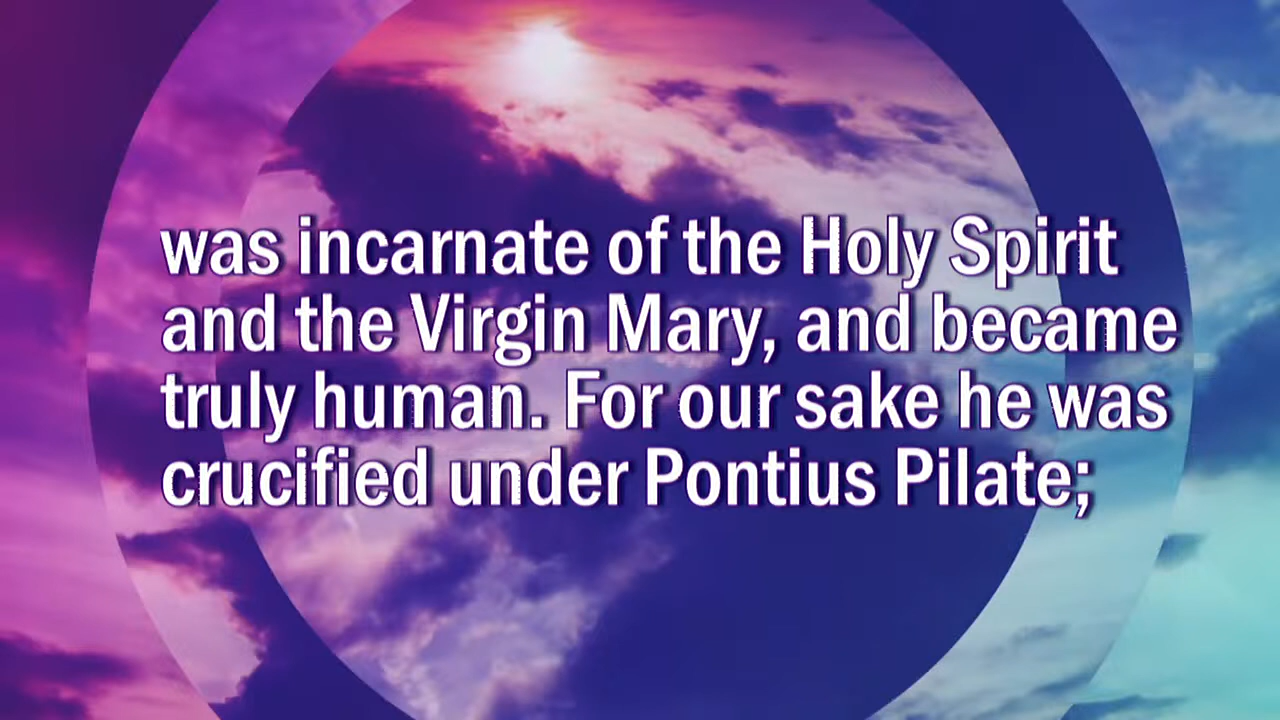 was incarnate of the Holy Spirit
and the Virgin Mary, and became
truly human. For our sake he was
crucified under Pontius Pilate;